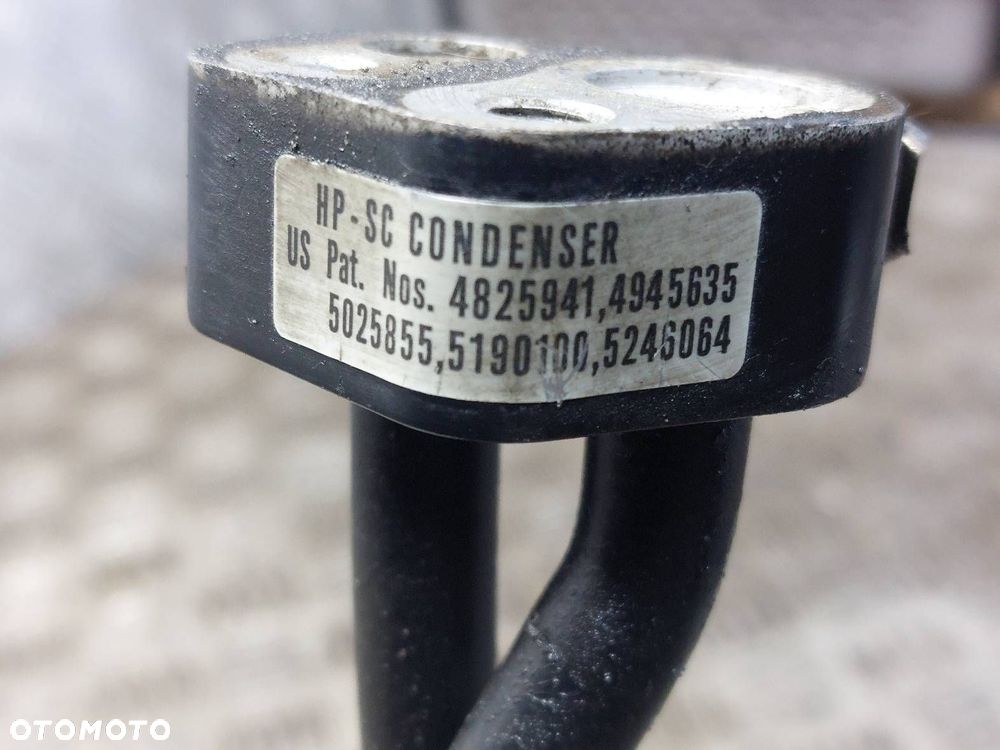 HP-SC CONDENSER
US Pat. Nos. 4825941,4945635
5025855,5190100,5246064
OTOMOTO